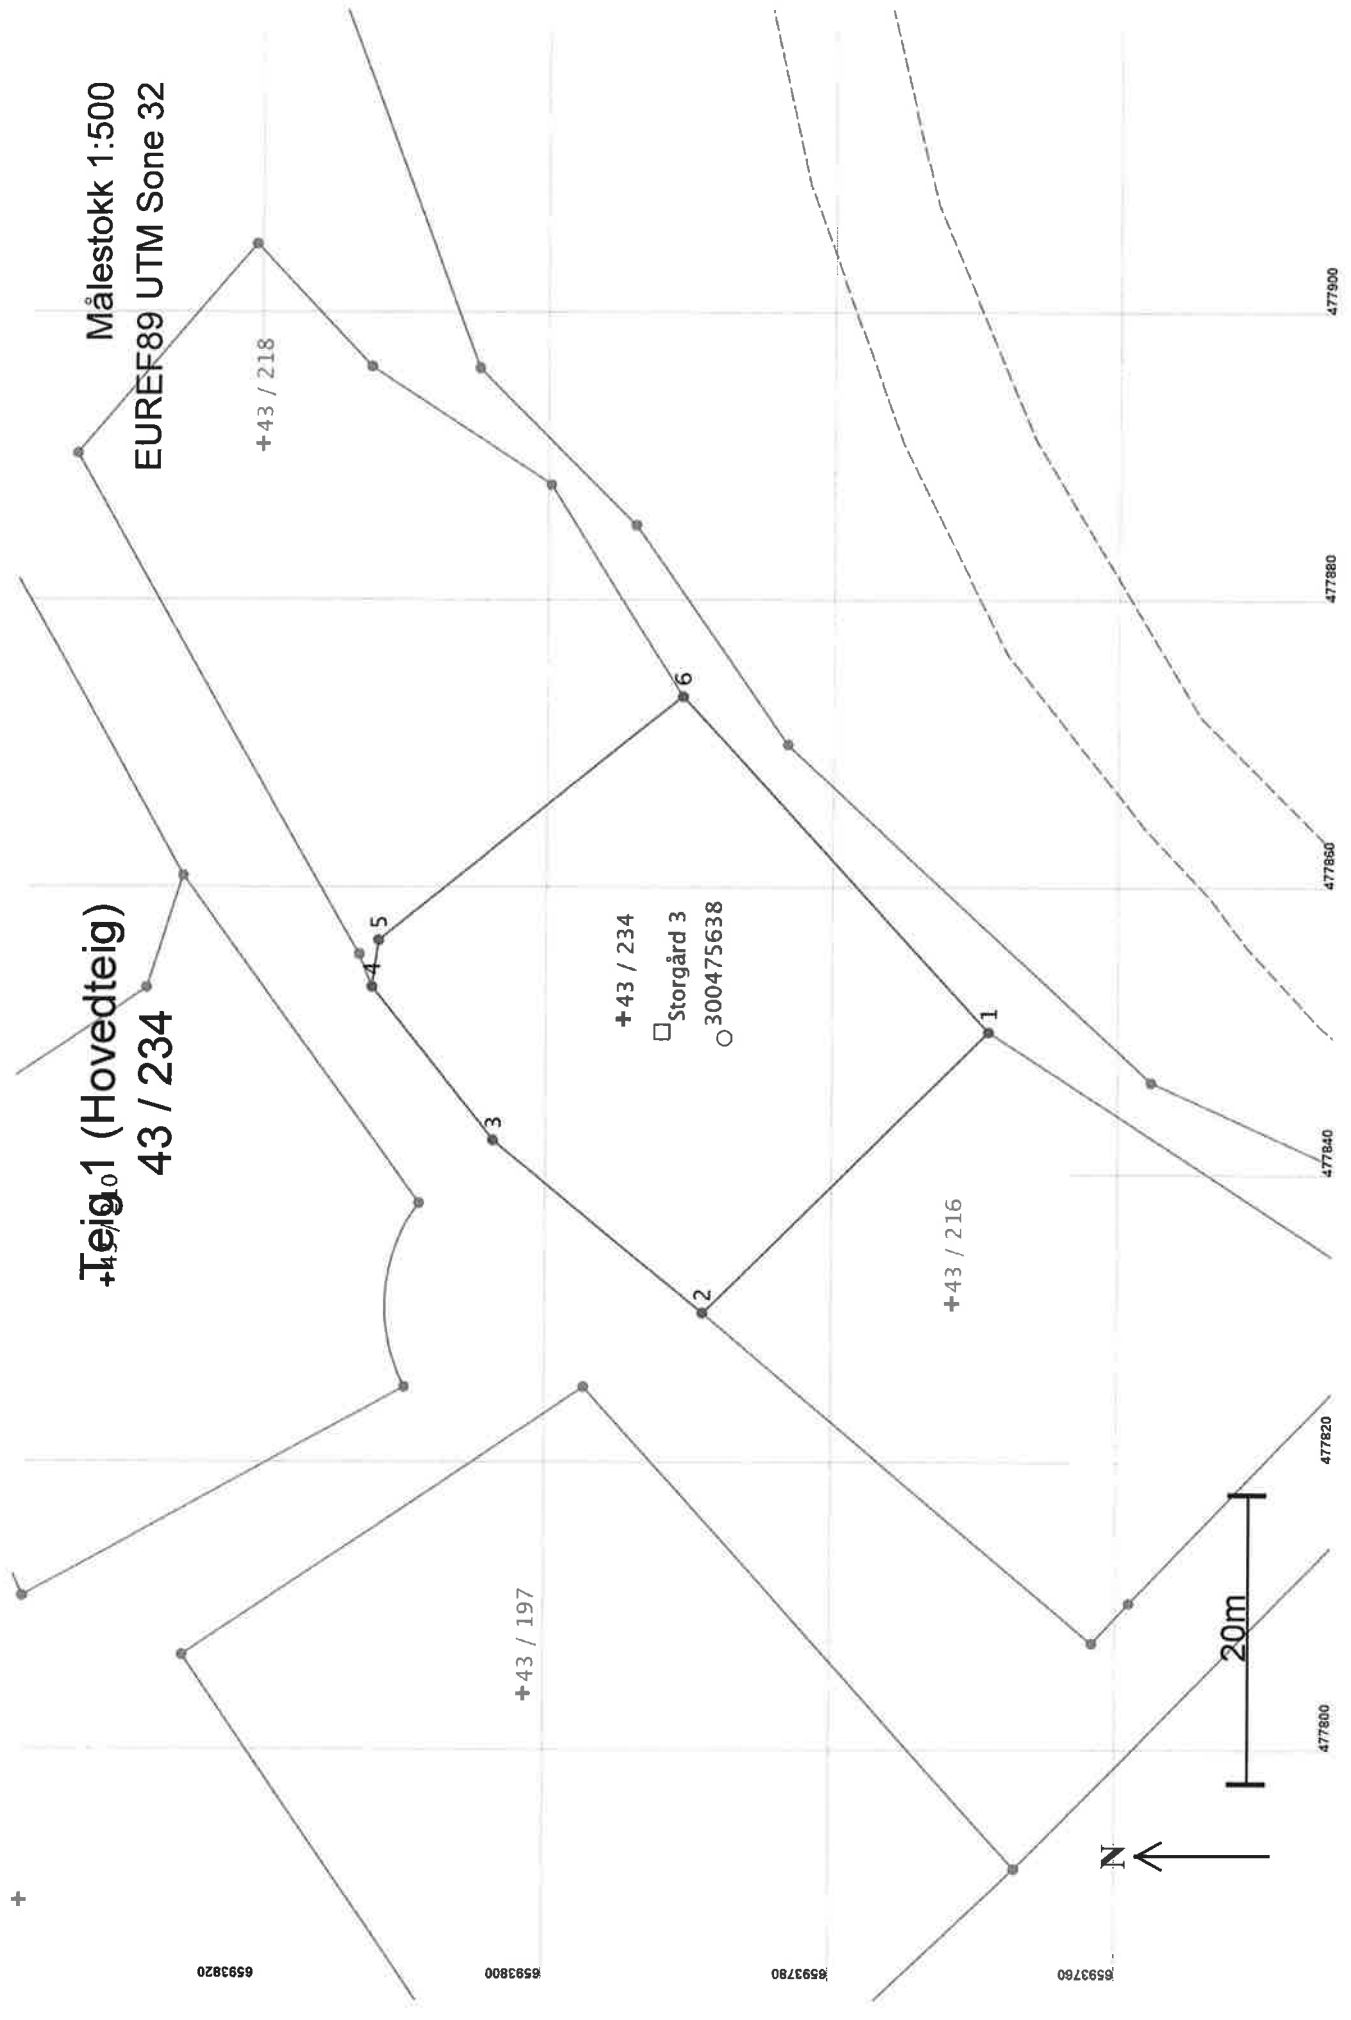 Teig 1 (Hovedteig)
43 / 234
Målestokk 1:500
EUREF89 UTM Sone 32
+43 / 218
4
5
3
6
+43 / 234
Storgård 3
300475638
2
1
+43 / 216
+43 / 197
20m
N
6593820
6593800
6593780
6593760
477800
477820
477840
477860
477880
477900